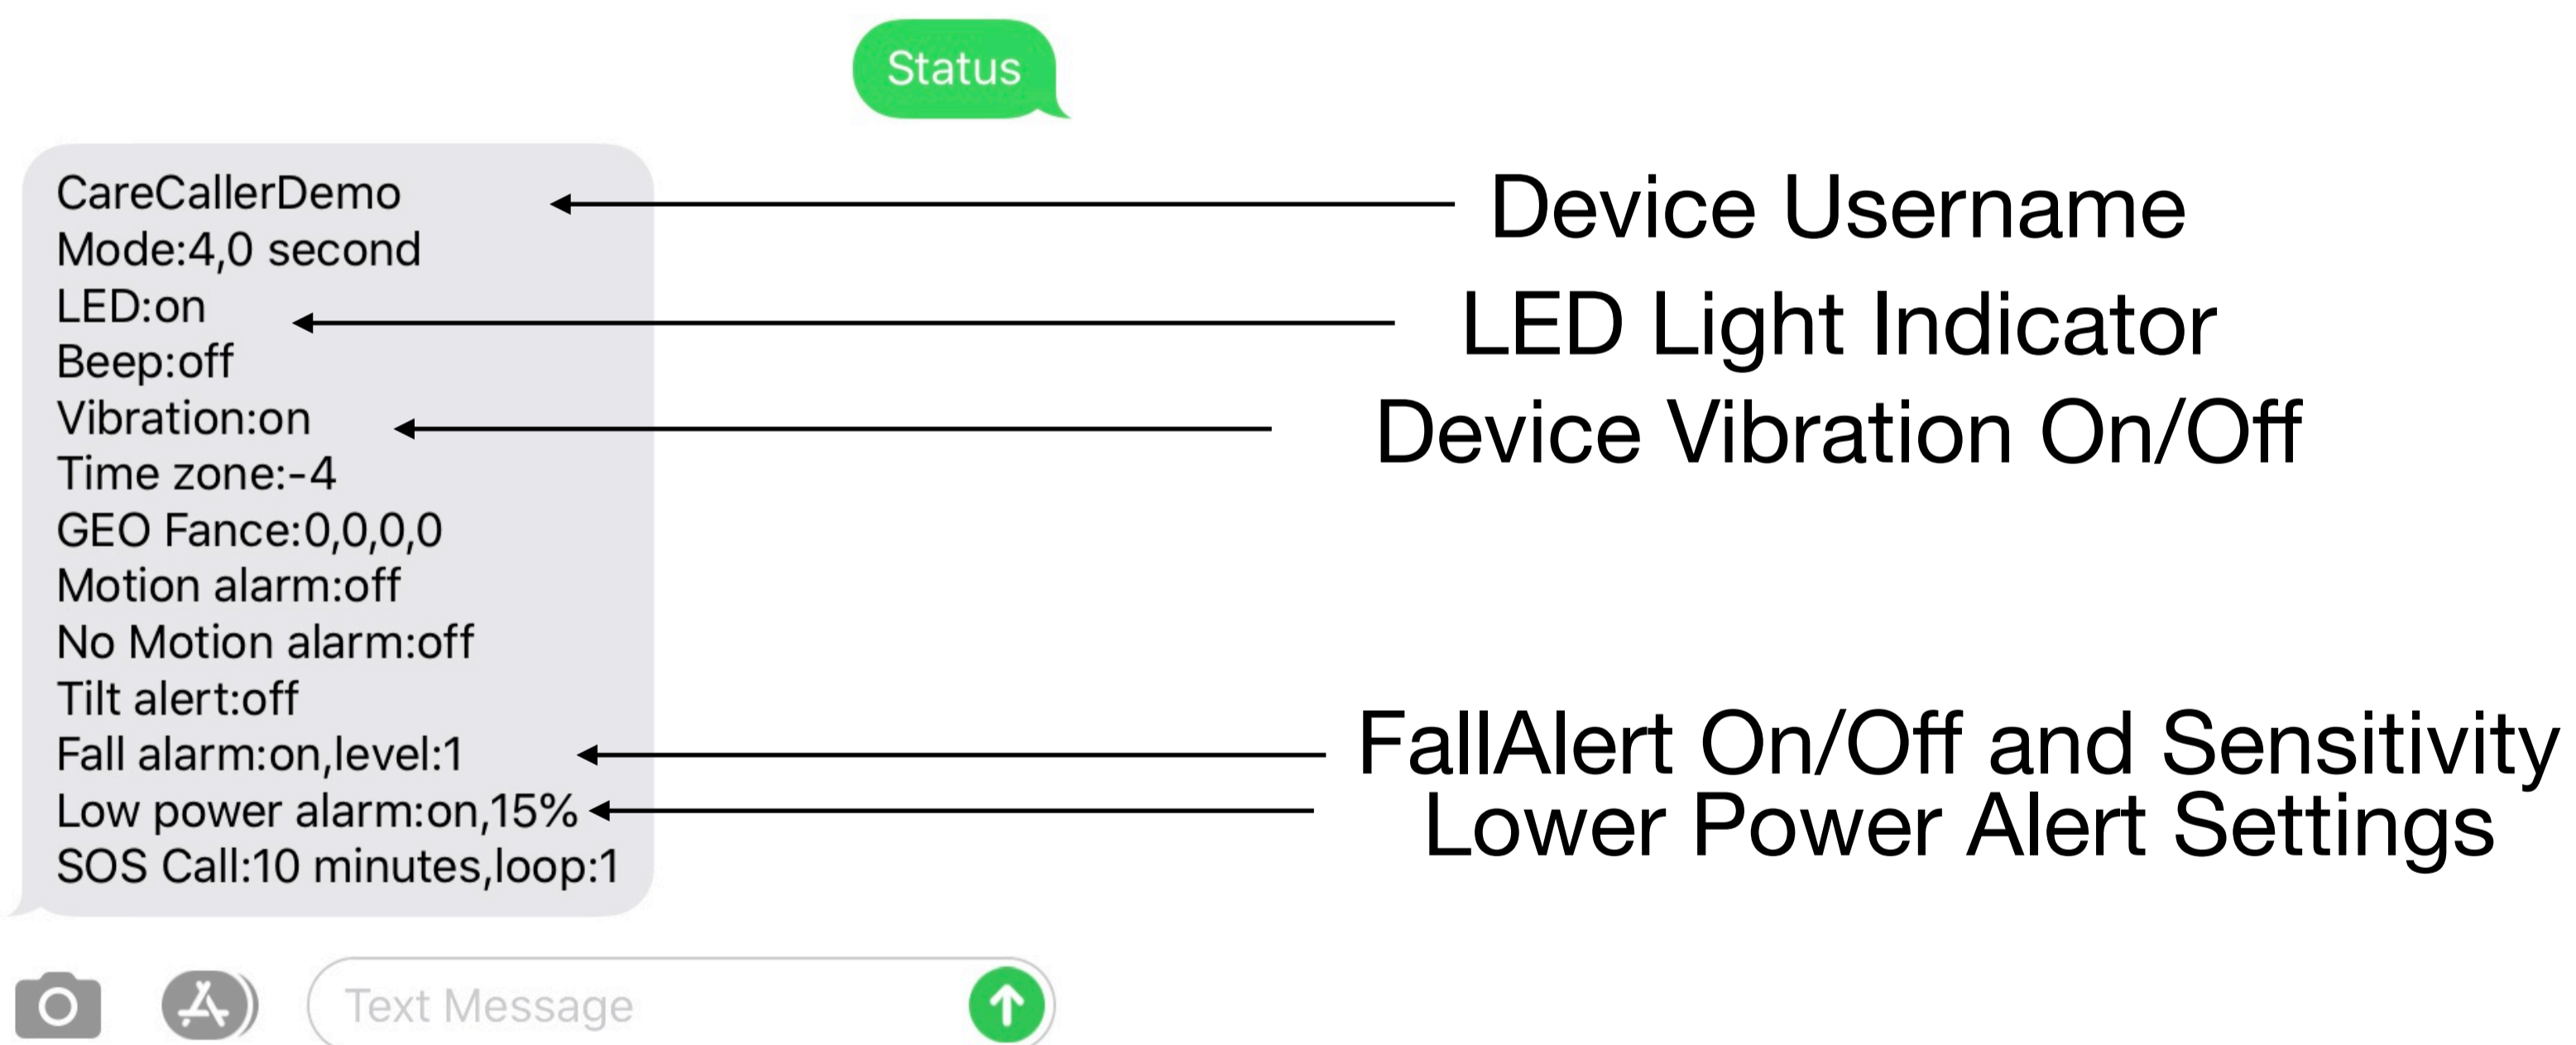 Status
CareCallerDemo
Mode:4,0 second
LED:on
Beep:off
Vibration:on
Time zone:-4
GEO Fance:0,0,0,0
Motion alarm:off
No Motion alarm:off
Tilt alert:off
Fall alarm:on,level:1
Low power alarm:on,15%
SOS Call:10 minutes,loop:1
Device Username
LED Light Indicator
Device Vibration On/Off
FallAlert On/Off and Sensitivity
Lower Power Alert Settings
Text Message